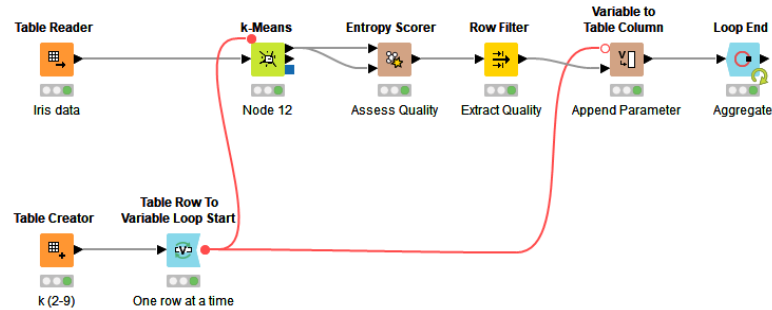 Table Reader
Iris data
k-Means
Node 12
Entropy Scorer
Assess Quality
Row Filter
Extract Quality
Variable to
Table Column
Append Parameter
Loop End
Aggregate
Table Creator
k (2-9)
Table Row To
Variable Loop Start
One row at a time